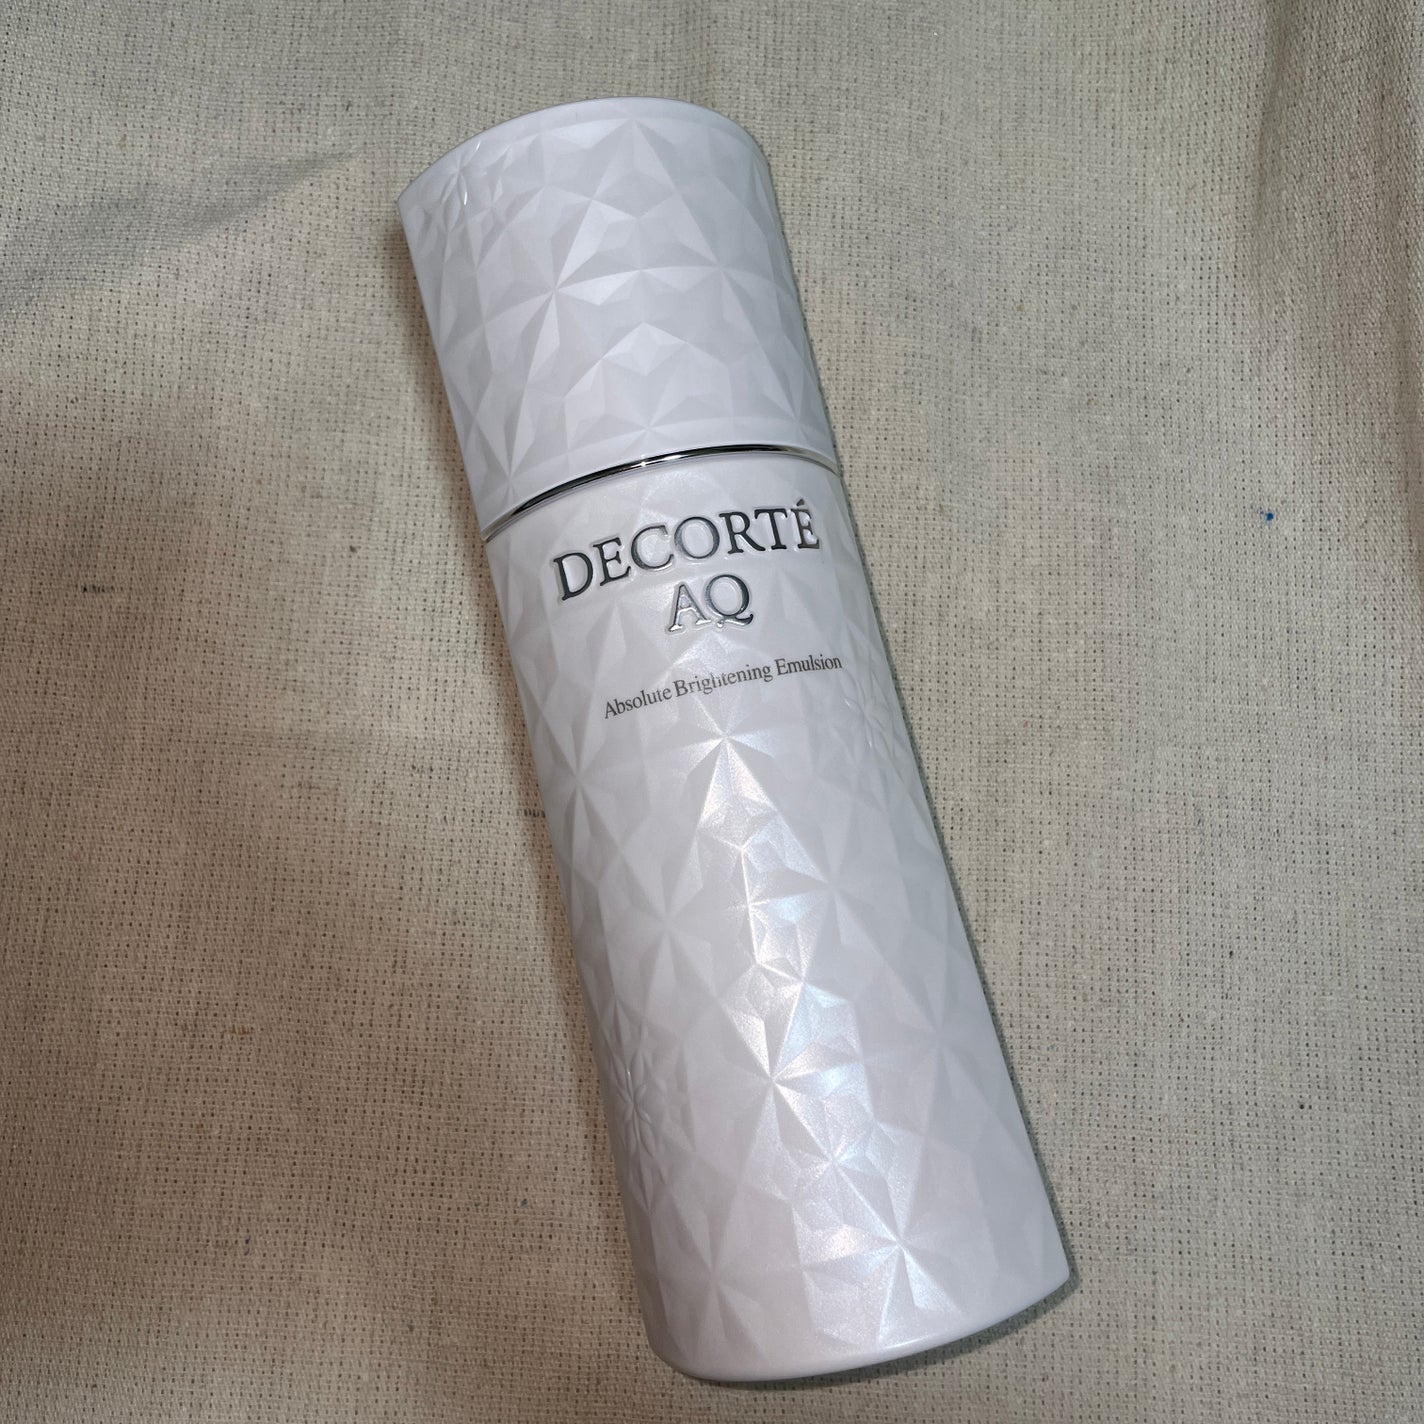 DECORTÉ
AQ
Absolute Brightening Emulsion